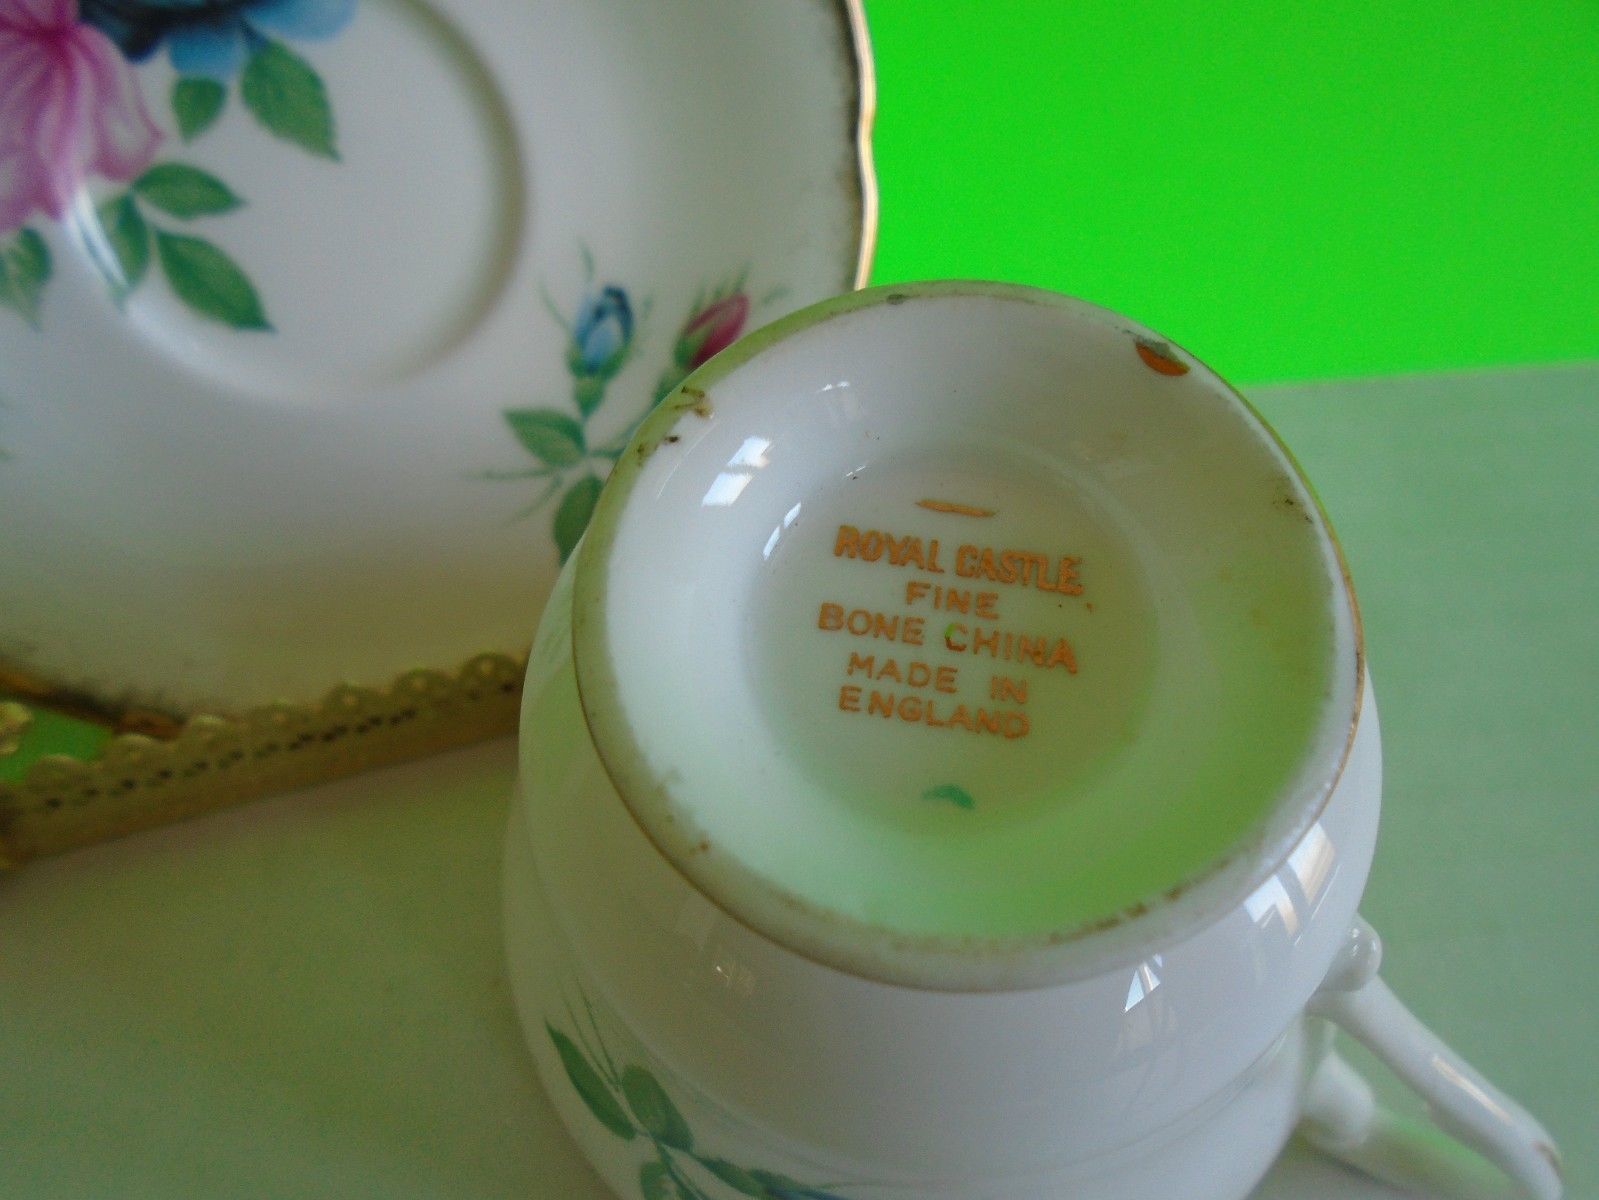 ROYAL CASTLE
FINE
BONE CHINA
MADE IN
ENGLAND